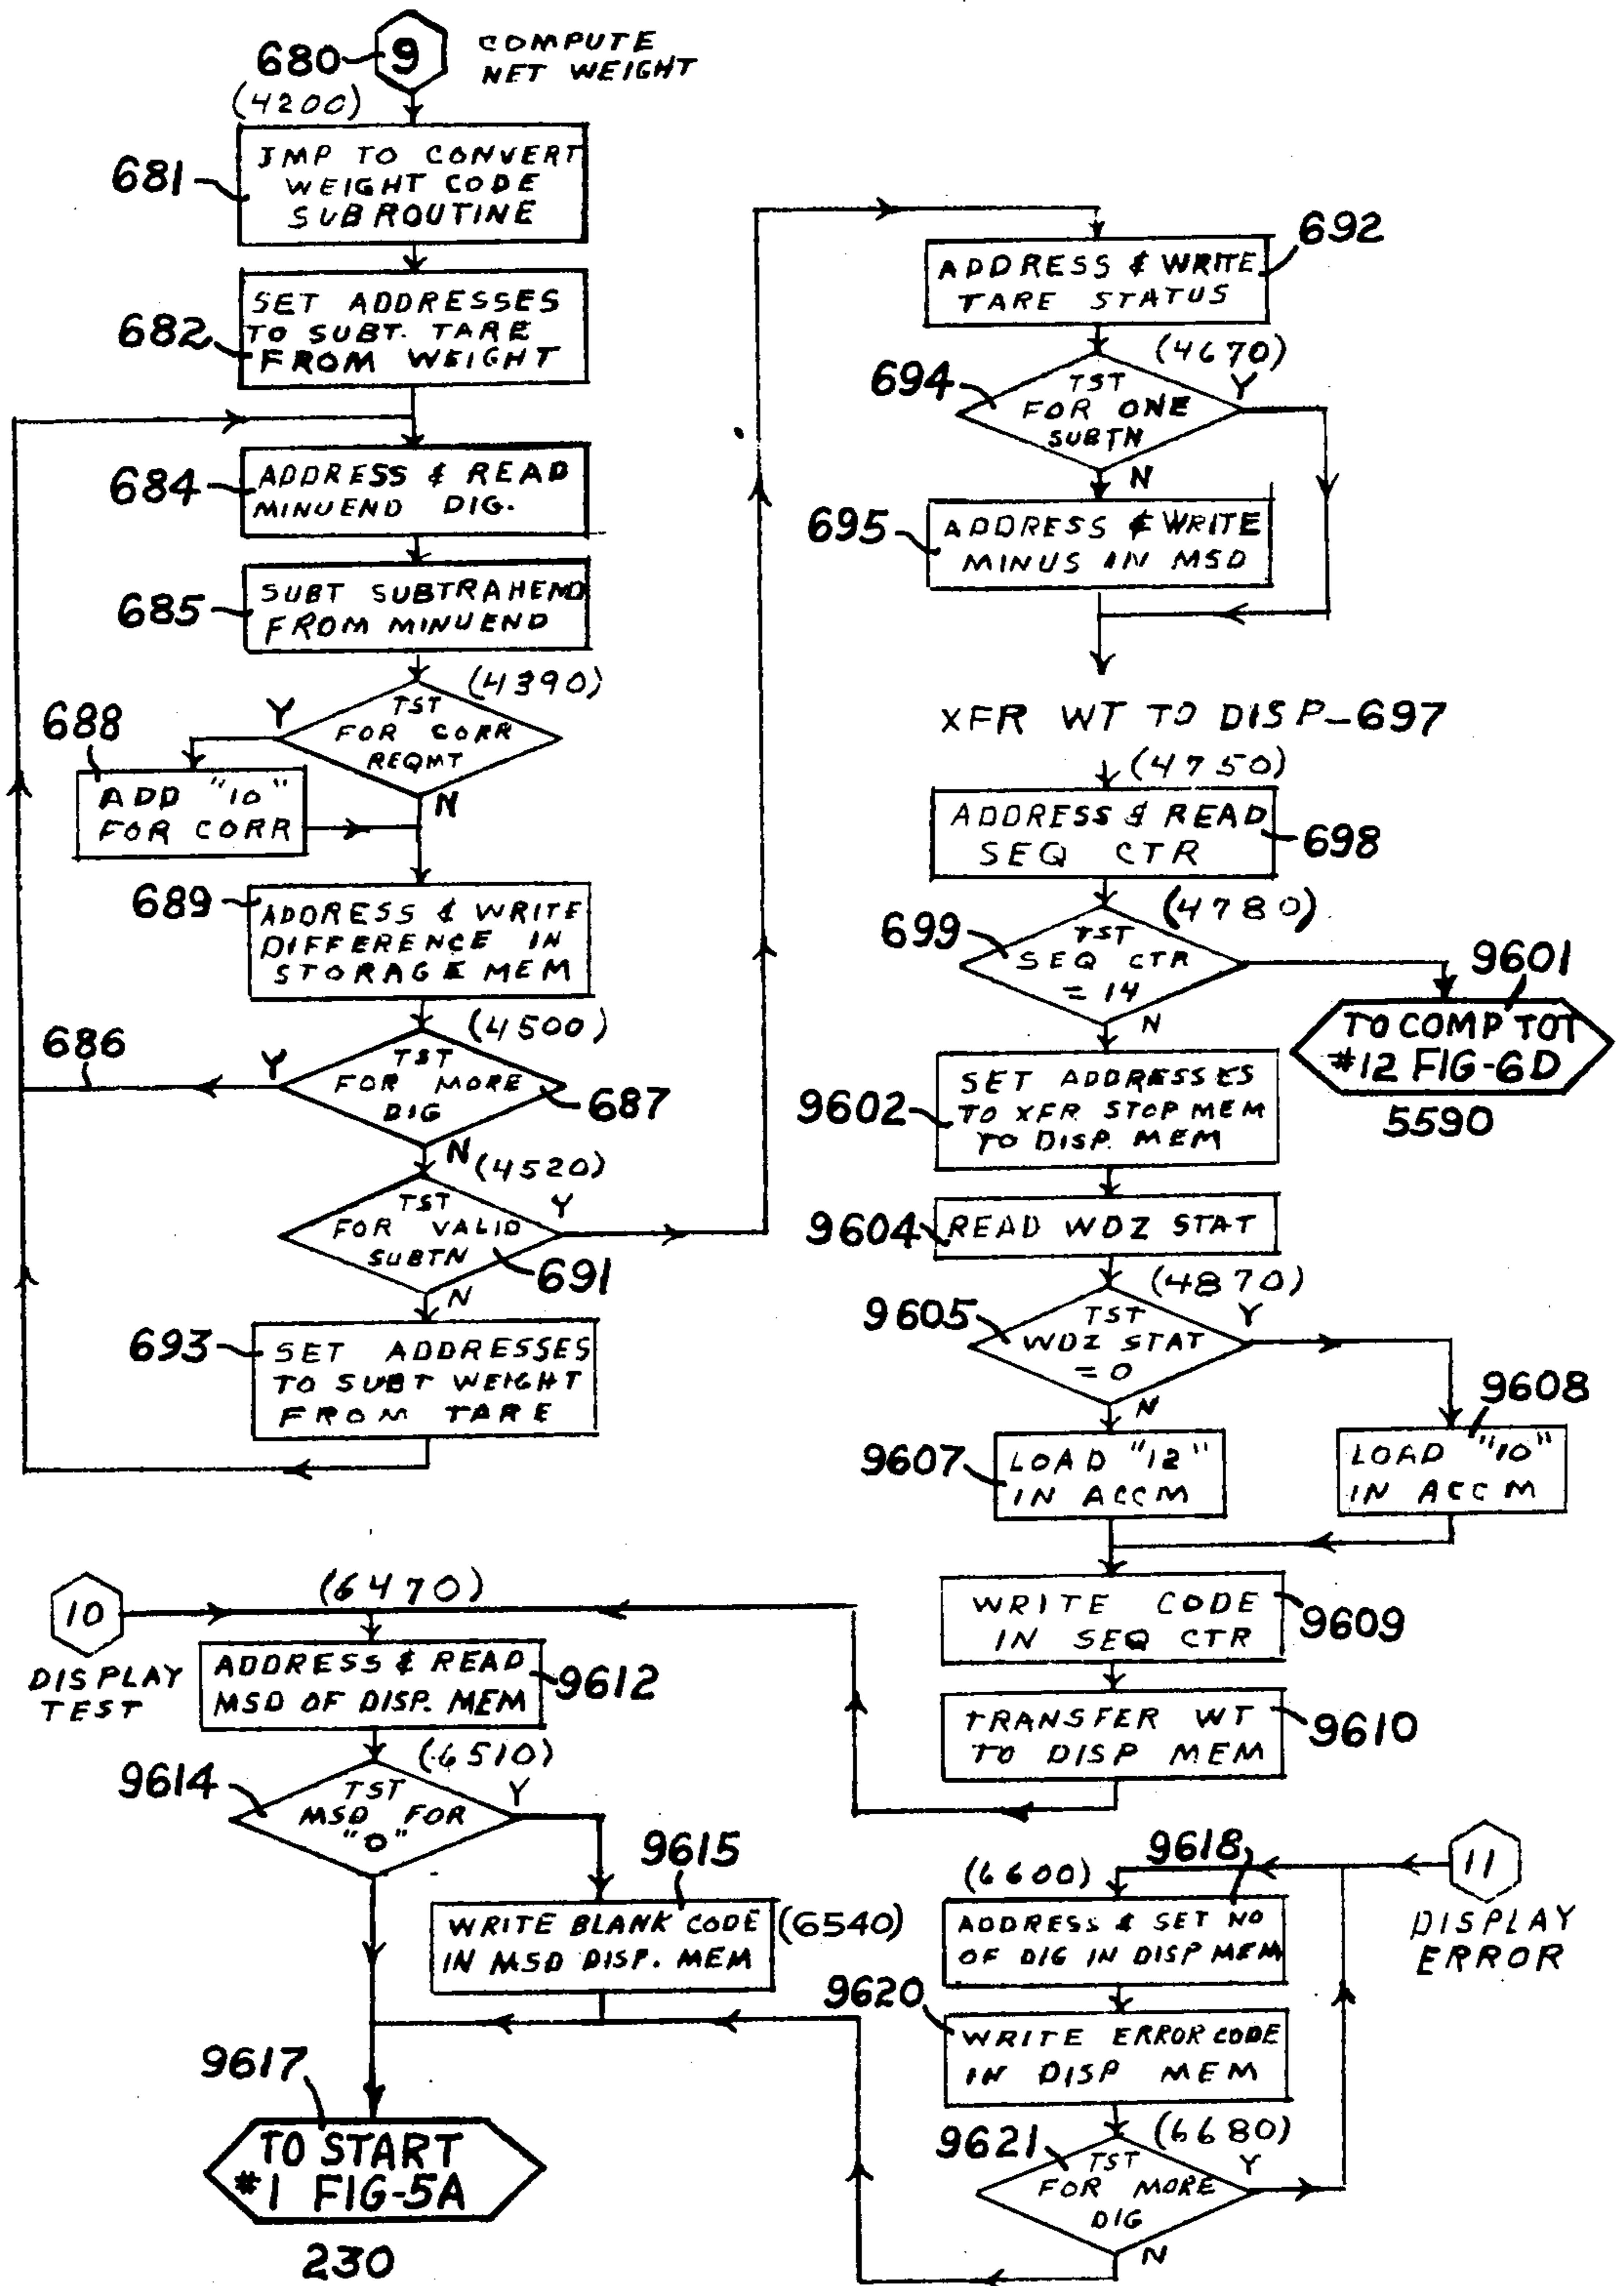 680
9
COMPUTE
NET WEIGHT
(4200)
681
JMP TO CONVERT
WEIGHT CODE
SUBROUTINE
682
SET ADDRESSES
TO SUBT. TARE
FROM WEIGHT
684
ADDRESS & READ
MINUEND DIG.
685
SUBT SUBTRAHEND
FROM MINUEND
(4390)
TST
FOR CORR
REQMT
Y
N
688
ADD "10"
FOR CORR
689
ADDRESS & WRITE
DIFFERENCE IN
STORAGE MEM
(4500)
686
Y
TST
FOR MORE
DIG
687
N
(4520)
TST
FOR VALID
SUBTN
Y
691
N
693
SET ADDRESSES
TO SUBT WEIGHT
FROM TARE
692
ADDRESS & WRITE
TARE STATUS
(4670)
694
TST
FOR ONE
SUBTN
Y
N
695
ADDRESS & WRITE
MINUS IN MSD
XFR WT TO DISP-697
(4750)
ADDRESS & READ
SEQ CTR
698
(4780)
699
TST
SEQ CTR
= 14
N
9601
TO COMP TOT
#12 FIG-6D
5590
9602
SET ADDRESSES
TO XFR STOP MEM
TO DISP. MEM
9604
READ WDZ STAT
(4870)
9605
TST
WDZ STAT
= 0
Y
N
9607
LOAD "12"
IN ACCM
9608
LOAD "10"
IN ACCM
WRITE CODE
IN SEQ CTR
9609
TRANSFER WT
TO DISP MEM
9610
10
DISPLAY
TEST
(6470)
ADDRESS & READ
MSD OF DISP. MEM
9612
(6510)
9614
TST
MSD FOR
"0"
Y
9615
WRITE BLANK CODE
IN MSD DISP. MEM
(6540)
9617
TO START
#1 FIG-5A
230
11
DISPLAY
ERROR
(6600)
9618
ADDRESS & SET NO
OF DIG IN DISP MEM
9620
WRITE ERROR CODE
IN DISP MEM
(6680)
9621
TST
FOR MORE
DIG
Y
N